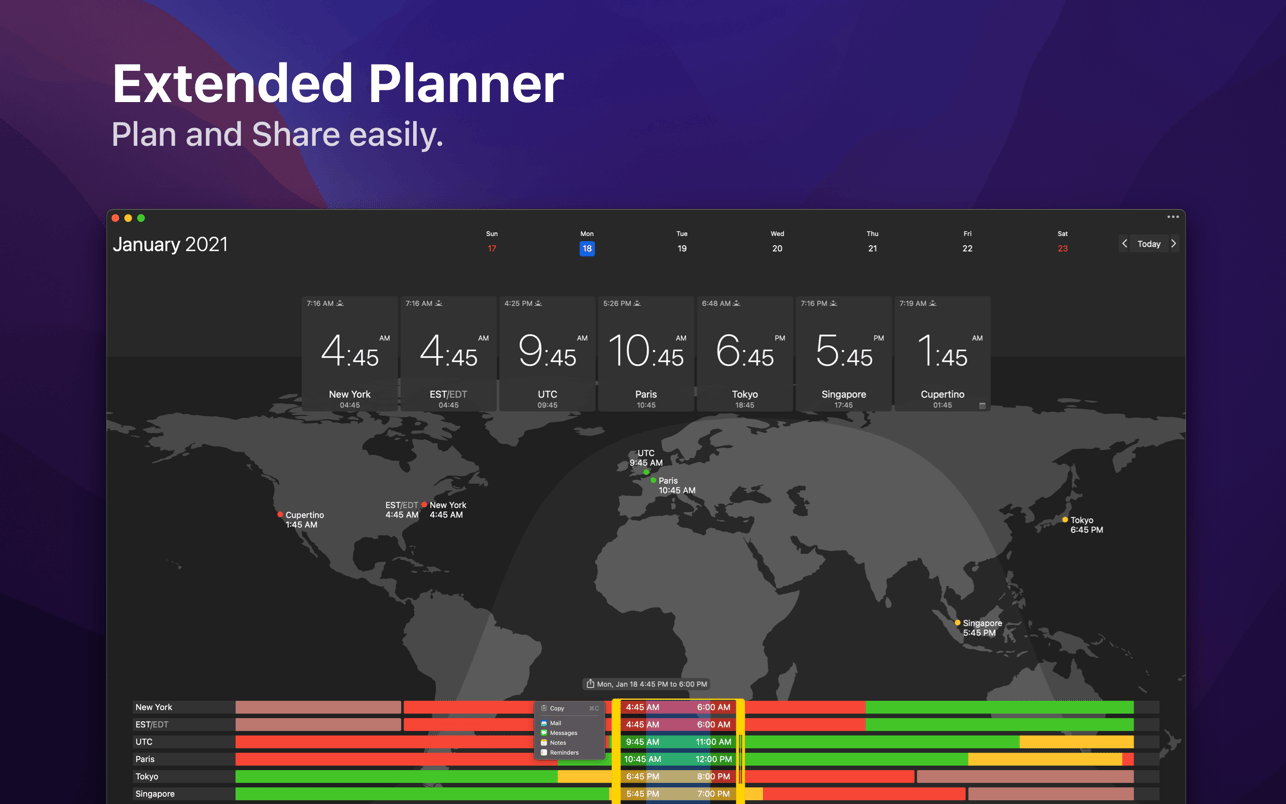 Extended Planner
Plan and Share easily.
January 2021
Sun Mon Tue Wed Thu Fri Sat
17 18 19 20 21 22 23
Today
7:16 AM 7:16 AM 4:25 PM 5:26 PM 6:48 AM 7:16 PM 7:19 AM
4:45 AM 4:45 AM 9:45 AM 10:45 AM 6:45 PM 5:45 PM 1:45 AM
New York EST/EDT UTC Paris Tokyo Singapore Cupertino
04:45 04:45 09:45 10:45 18:45 17:45 01:45
UTC
9:45 AM
Paris
10:45 AM
EST/EDT New York
4:45 AM 4:45 AM
Cupertino
1:45 AM
Tokyo
6:45 PM
Singapore
5:45 PM
Mon, Jan 18 4:45 PM to 6:00 PM
New York 4:45 AM 6:00 AM
Copy ⌘C
EST/EDT 4:45 AM 6:00 AM
Mail
Messages
UTC 9:45 AM 11:00 AM
Notes
Reminders
Paris 10:45 AM 12:00 PM
Tokyo 6:45 PM 8:00 PM
Singapore 5:45 PM 7:00 PM